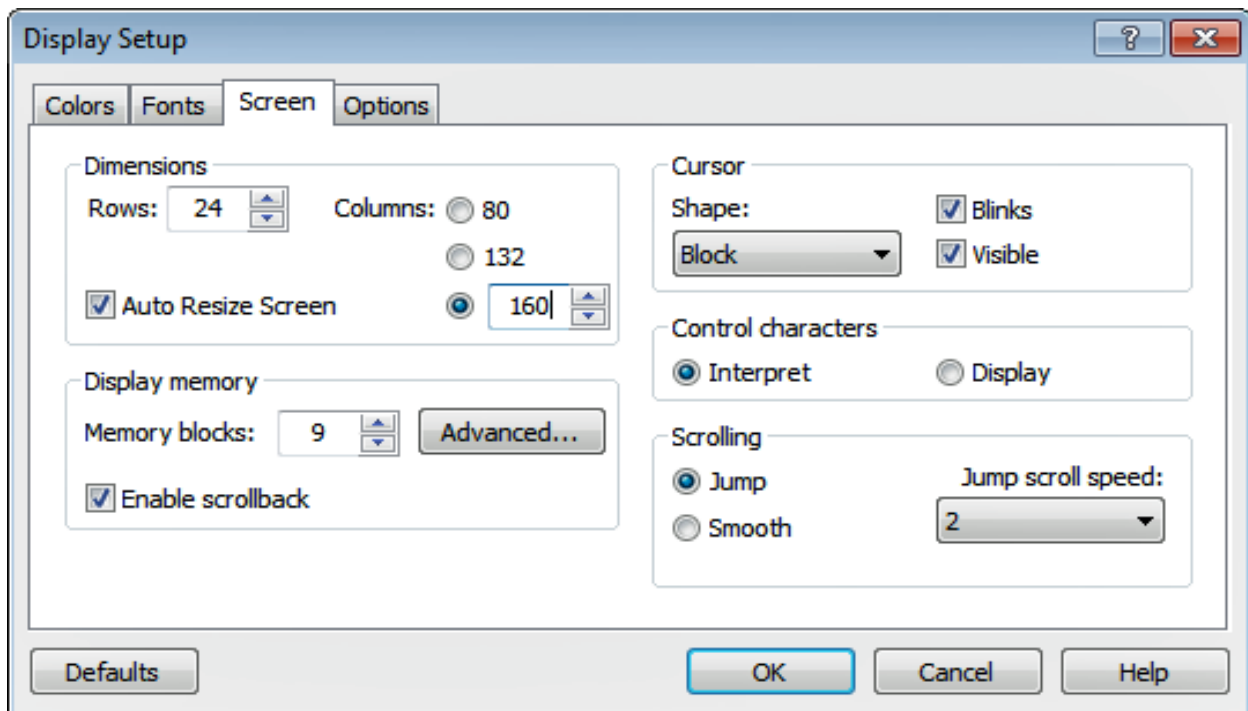 Display Setup
Colors Fonts Screen Options
Dimensions
Rows: 24 Columns: 80
132
Auto Resize Screen 160
Display memory
Memory blocks: 9 Advanced...
Enable scrollback
Cursor
Shape: Blinks
Block Visible
Control characters
Interpret Display
Scrolling
Jump Jump scroll speed:
Smooth 2
Defaults OK Cancel Help